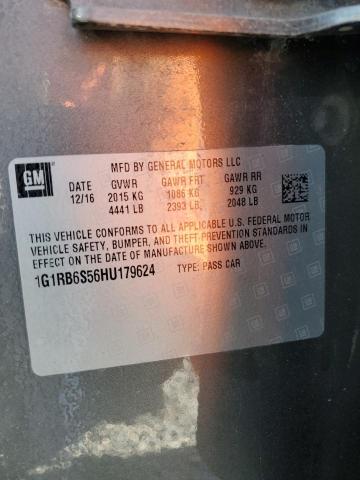 GM
MFD BY GENERAL MOTORS LLC
12/16 GVWR GAWR FRT GAWR RR
2015 KG 1086 KG 929 KG
4441 LB 2393 LB 2048 LB
THIS VEHICLE CONFORMS TO ALL APPLICABLE U.S. FEDERAL MOTOR
VEHICLE SAFETY, BUMPER, AND THEFT-PREVENTION STANDARDS IN
EFFECT ON THE DATE OF MANUFACTURE SHOWN ABOVE.
1G1RB6S56HU179624 TYPE: PASS CAR